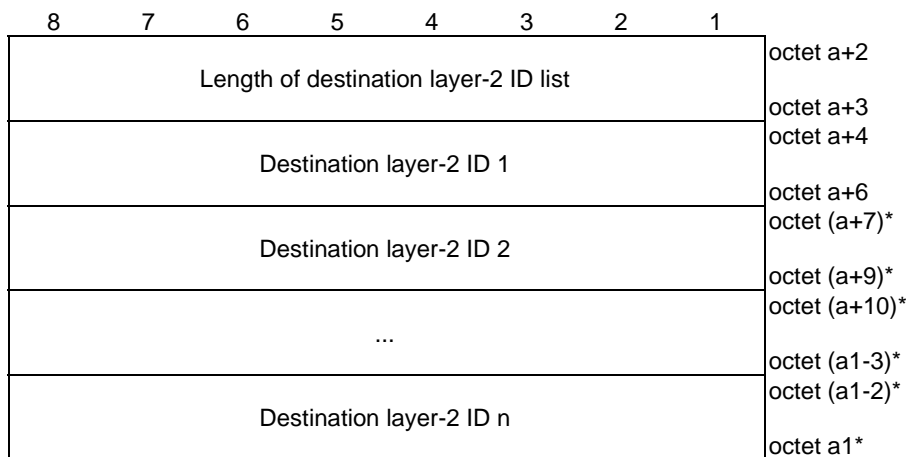 8 7 6 5 4 3 2 1
octet a+2
Length of destination layer-2 ID list
octet a+3
octet a+4
Destination layer-2 ID 1
octet a+6
octet (a+7)*
Destination layer-2 ID 2
octet (a+9)*
octet (a+10)*
...
octet (a1-3)*
octet (a1-2)*
Destination layer-2 ID n
octet a1*